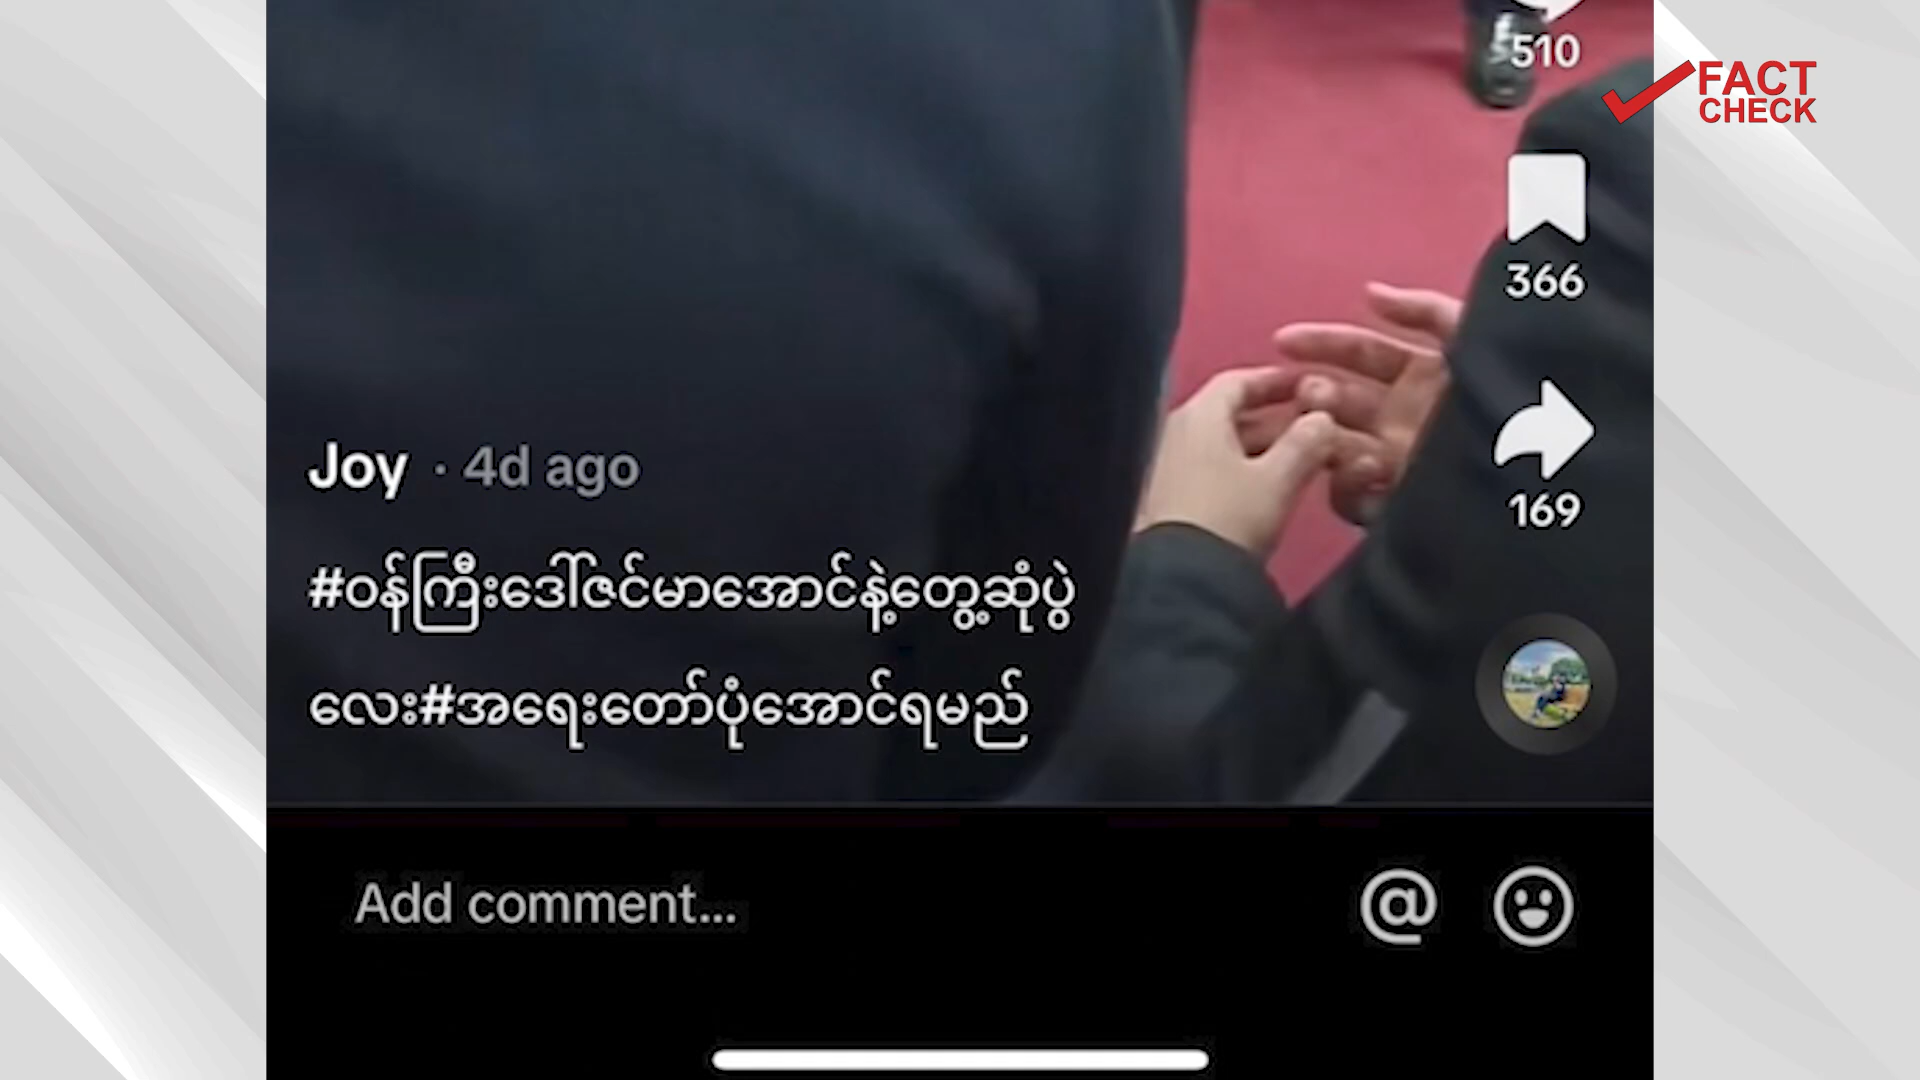 510
FACT
CHECK
366
169
Joy · 4d ago
#ဝန်ကြီးဒေါ်ဇင်မာအောင်နဲ့တွေ့ဆုံပွဲ
လေး#အရေးတော်ပုံအောင်ရမည်
Add comment...